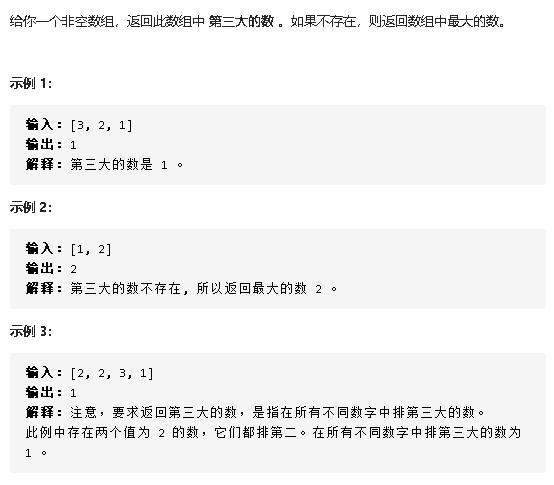 给你一个非空数组，返回此数组中 第三大的数 。如果不存在，则返回数组中最大的数。
示例 1：
输入：[3, 2, 1]
输出：1
解释：第三大的数是 1 。
示例 2：
输入：[1, 2]
输出：2
解释：第三大的数不存在, 所以返回最大的数 2 。
示例 3：
输入：[2, 2, 3, 1]
输出：1
解释：注意，要求返回第三大的数，是指在所有不同数字中排第三大的数。
此例中存在两个值为 2 的数，它们都排第二。在所有不同数字中排第三大的数为
1 。